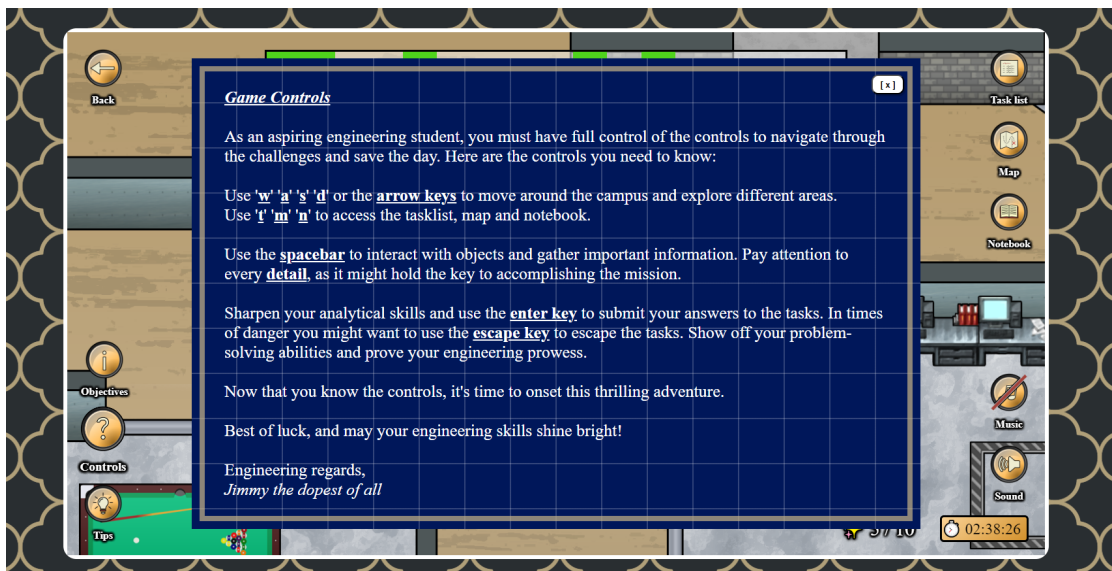 Back
Task list
Map
Notebook
Objectives
Controls
Tips
Music
Sound
[x]
Game Controls
As an aspiring engineering student, you must have full control of the controls to navigate through
the challenges and save the day. Here are the controls you need to know:
Use 'w' 'a' 's' 'd' or the arrow keys to move around the campus and explore different areas.
Use 't' 'm' 'n' to access the tasklist, map and notebook.
Use the spacebar to interact with objects and gather important information. Pay attention to
every detail, as it might hold the key to accomplishing the mission.
Sharpen your analytical skills and use the enter key to submit your answers to the tasks. In times
of danger you might want to use the escape key to escape the tasks. Show off your problem-
solving abilities and prove your engineering prowess.
Now that you know the controls, it's time to onset this thrilling adventure.
Best of luck, and may your engineering skills shine bright!
Engineering regards,
Jimmy the dopest of all
02:38:26